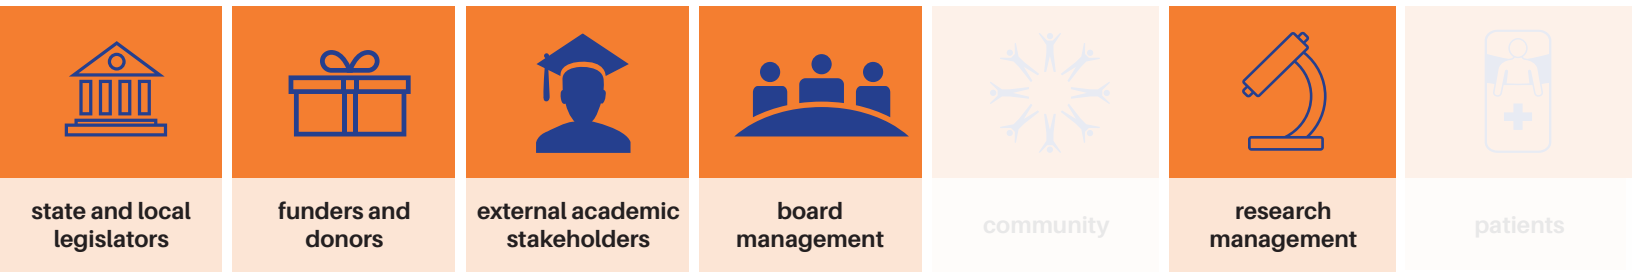 state and local
legislators
funders and
donors
external academic
stakeholders
board
management
community
research
management
patients